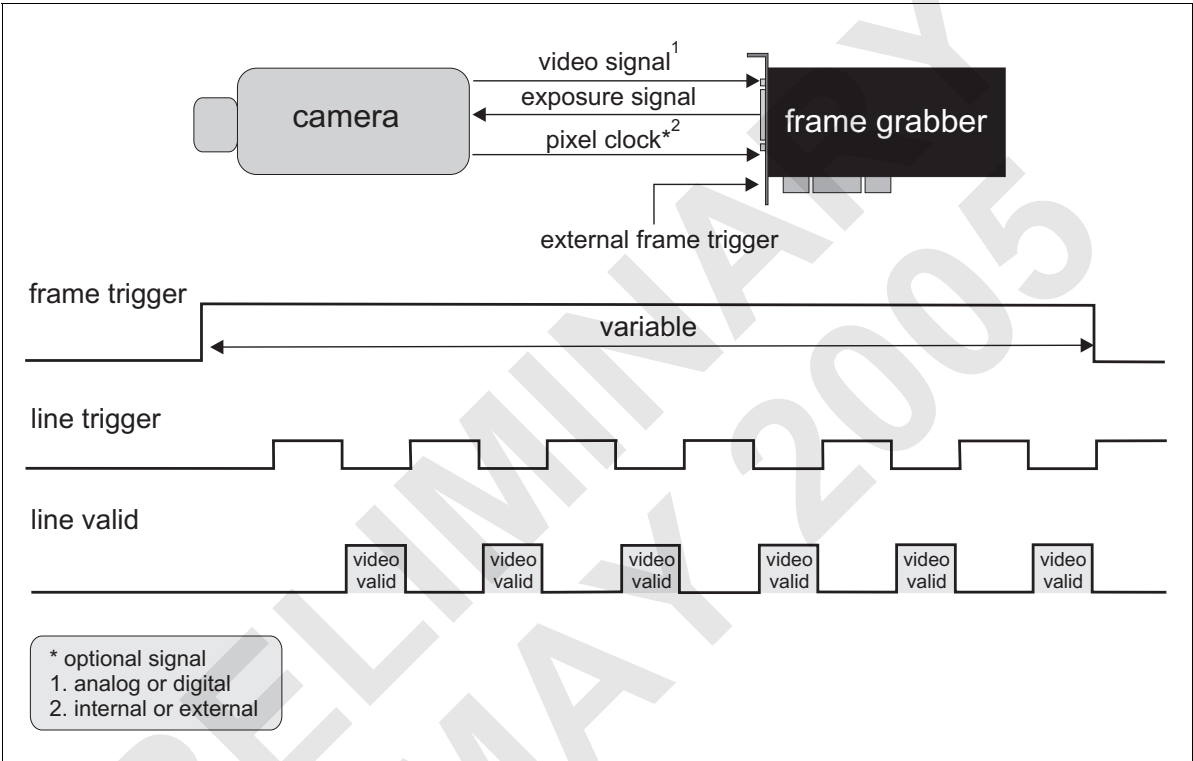 video signal1
exposure signal
pixel clock*2
camera
frame grabber
external frame trigger
frame trigger
variable
line trigger
line valid
video valid
video valid
video valid
video valid
video valid
video valid
* optional signal
1. analog or digital
2. internal or external
PRELIMINARY
MAY 2005